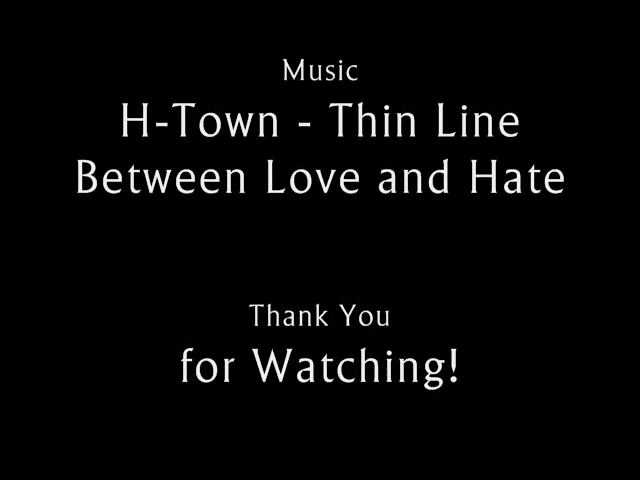 Music
H-Town - Thin Line
Between Love and Hate
Thank You
for Watching!